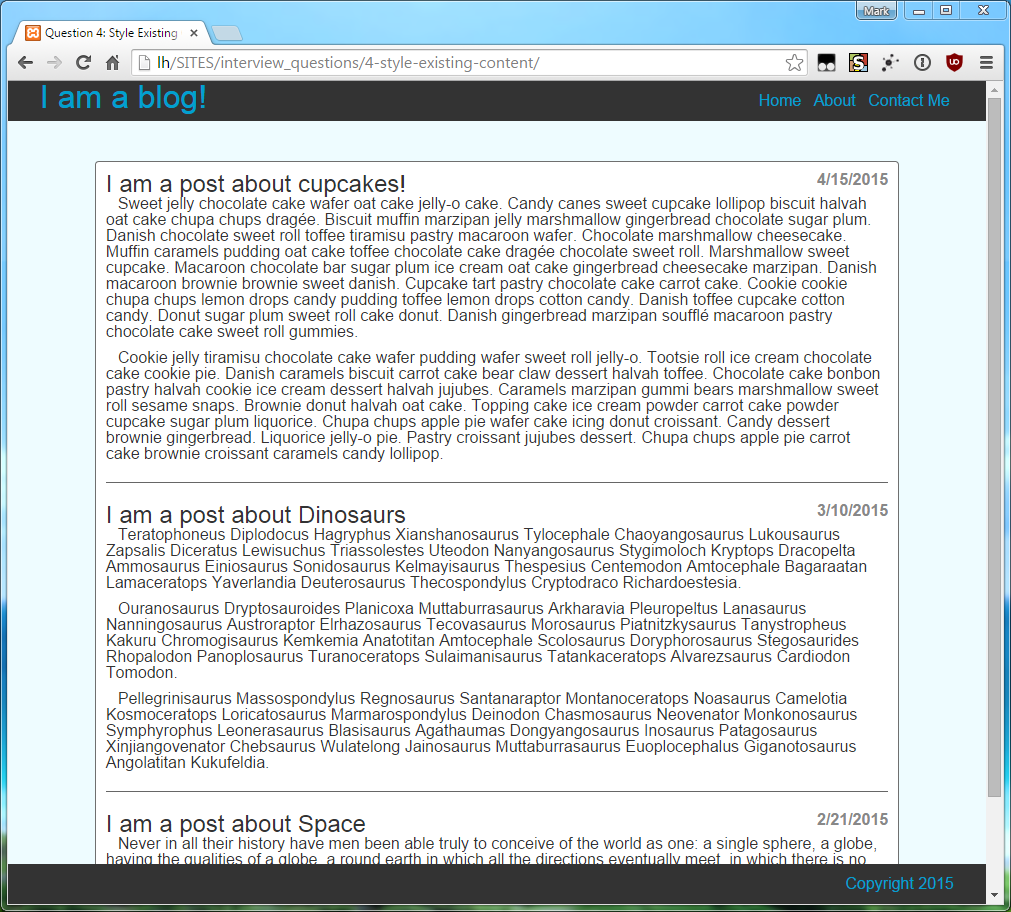 Mark
Question 4: Style Existing
lh/SITES/interview_questions/4-style-existing-content/
I am a blog!
Home About Contact Me
I am a post about cupcakes! 4/15/2015
Sweet jelly chocolate cake wafer oat cake jelly-o cake. Candy canes sweet cupcake lollipop biscuit halvah
oat cake chupa chups dragée. Biscuit muffin marzipan jelly marshmallow gingerbread chocolate sugar plum.
Danish chocolate sweet roll toffee tiramisu pastry macaroon wafer. Chocolate marshmallow cheesecake.
Muffin caramels pudding oat cake toffee chocolate cake dragée chocolate sweet roll. Marshmallow sweet
cupcake. Macaroon chocolate bar sugar plum ice cream oat cake gingerbread cheesecake marzipan. Danish
macaroon brownie brownie sweet danish. Cupcake tart pastry chocolate cake carrot cake. Cookie cookie
chupa chups lemon drops candy pudding toffee lemon drops cotton candy. Danish toffee cupcake cotton
candy. Donut sugar plum sweet roll cake donut. Danish gingerbread marzipan soufflé macaroon pastry
chocolate cake sweet roll gummies.
Cookie jelly tiramisu chocolate cake wafer pudding wafer sweet roll jelly-o. Tootsie roll ice cream chocolate
cake cookie pie. Danish caramels biscuit carrot cake bear claw dessert halvah toffee. Chocolate cake bonbon
pastry halvah cookie ice cream dessert halvah jujubes. Caramels marzipan gummi bears marshmallow sweet
roll sesame snaps. Brownie donut halvah oat cake. Topping cake ice cream powder carrot cake powder
cupcake sugar plum liquorice. Chupa chups apple pie wafer cake icing donut croissant. Candy dessert
brownie gingerbread. Liquorice jelly-o pie. Pastry croissant jujubes dessert. Chupa chups apple pie carrot
cake brownie croissant caramels candy lollipop.
I am a post about Dinosaurs 3/10/2015
Teratophoneus Diplodocus Hagryphus Xianshanosaurus Tylocephale Chaoyangosaurus Lukousaurus
Zapsalis Diceratus Lewisuchus Triassolestes Uteodon Nanyangosaurus Stygimoloch Kryptops Dracopelta
Ammosaurus Einiosaurus Sonidosaurus Kelmayisaurus Thespesius Centemodon Amtocephale Bagaraatan
Lamaceratops Yaverlandia Deuterosaurus Thecospondylus Cryptodraco Richardoestesia.
Ouranosaurus Dryptosauroides Planicoxa Muttaburrasaurus Arkharavia Pleuropeltus Lanasaurus
Nanningosaurus Austroraptor Elrhazosaurus Tecovasaurus Morosaurus Piatnitzkysaurus Tanystropheus
Kakuru Chromogisaurus Kemkemia Anatotitan Amtocephale Scolosaurus Doryphorosaurus Stegosaurides
Rhopalodon Panoplosaurus Turanoceratops Sulaimanisaurus Tatankaceratops Alvarezsaurus Cardiodon
Tomodon.
Pellegrinisaurus Massospondylus Regnosaurus Santanaraptor Montanoceratops Noasaurus Camelotia
Kosmoceratops Loricatosaurus Marmarospondylus Deinodon Chasmosaurus Neovenator Monkonosaurus
Symphyrophus Leonerasaurus Blasisaurus Agathaumas Dongyangosaurus Inosaurus Patagosaurus
Xinjiangovenator Chebsaurus Wulatelong Jainosaurus Muttaburrasaurus Euoplocephalus Giganotosaurus
Angolatitan Kukufeldia.
I am a post about Space 2/21/2015
Never in all their history have men been able truly to conceive of the world as one: a single sphere, a globe,
having the qualities of a globe, a round earth in which all the directions eventually meet, in which there is no
Copyright 2015